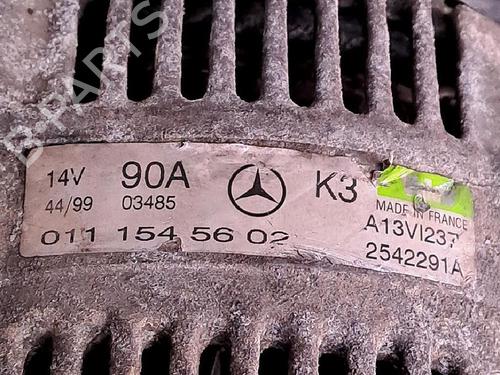 B-PARTS
14V 90A K3
44/99 03485 MADE IN FRANCE
011 154 56 02 A13VI237
2542291A